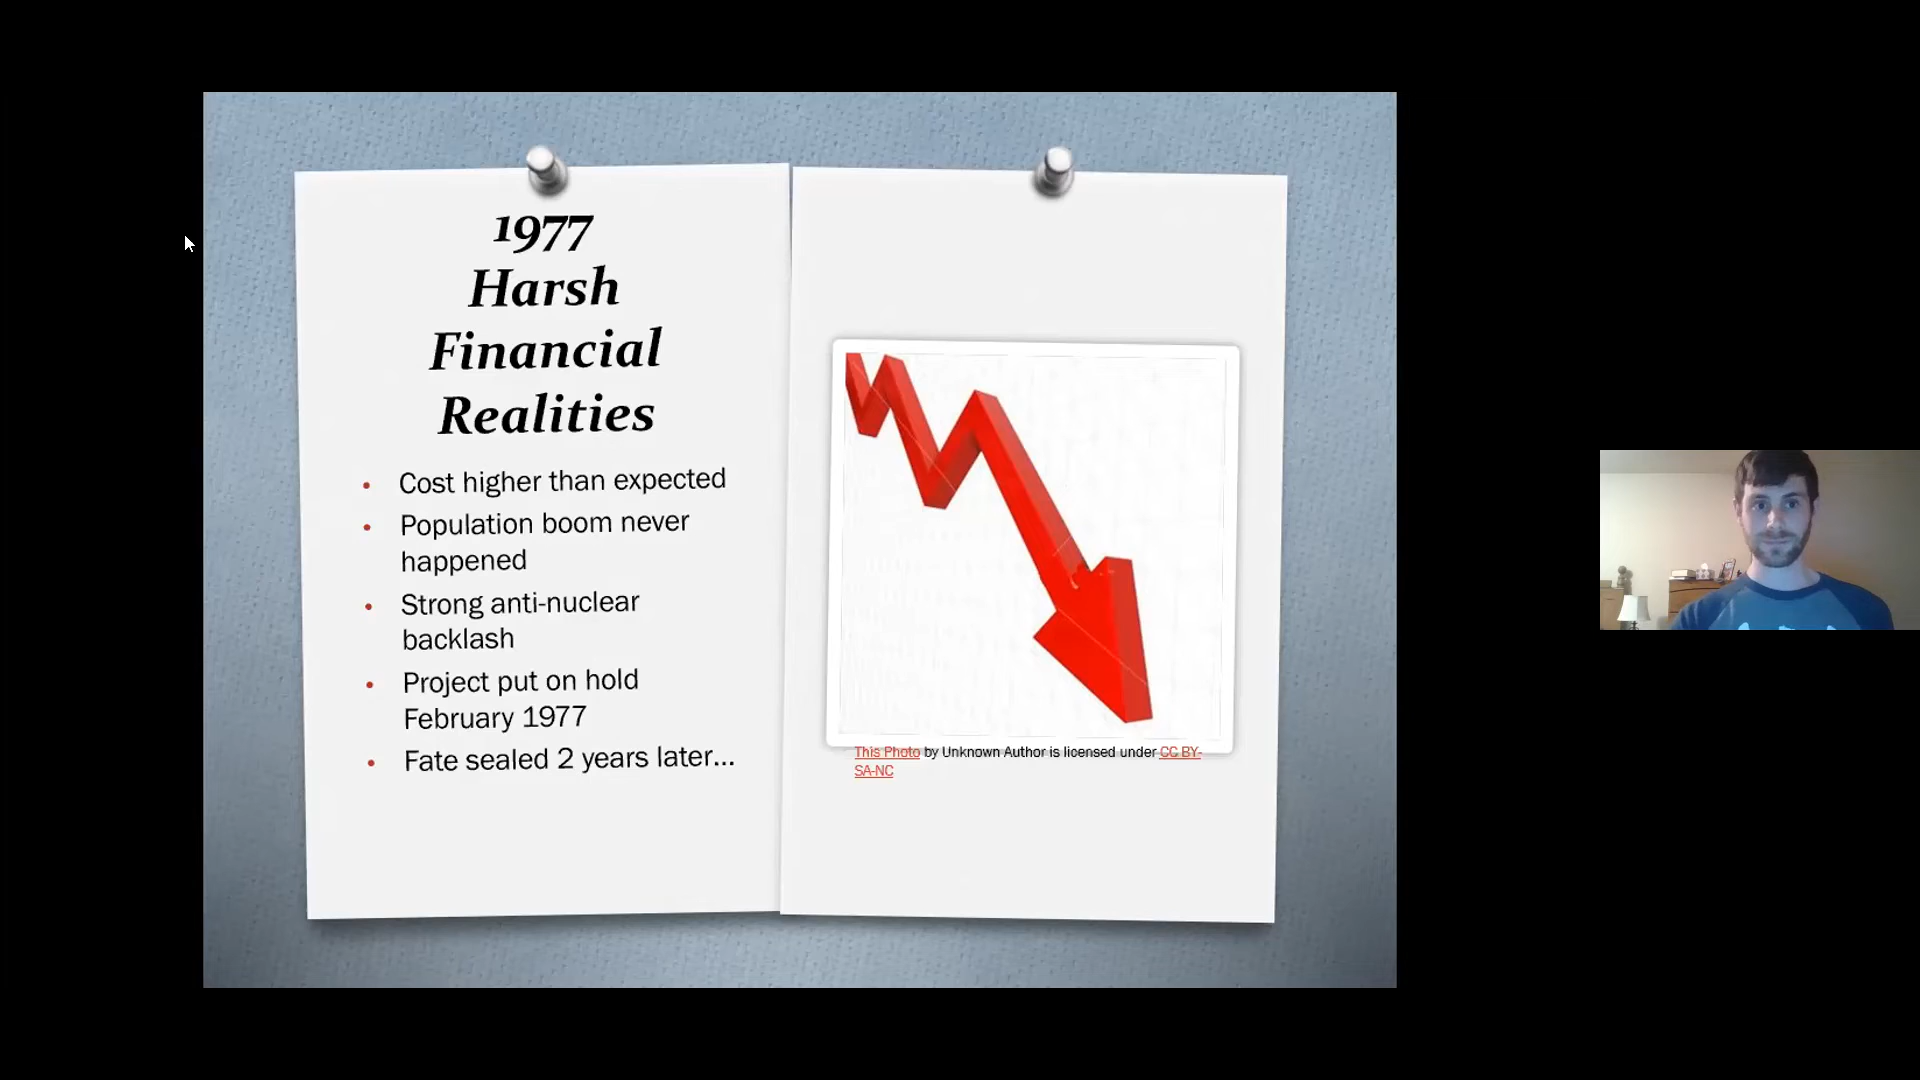 1977
Harsh
Financial
Realities
• Cost higher than expected
• Population boom never
happened
• Strong anti-nuclear
backlash
• Project put on hold
February 1977
• Fate sealed 2 years later...
This Photo by Unknown Author is licensed under CC BY-
SA-NC